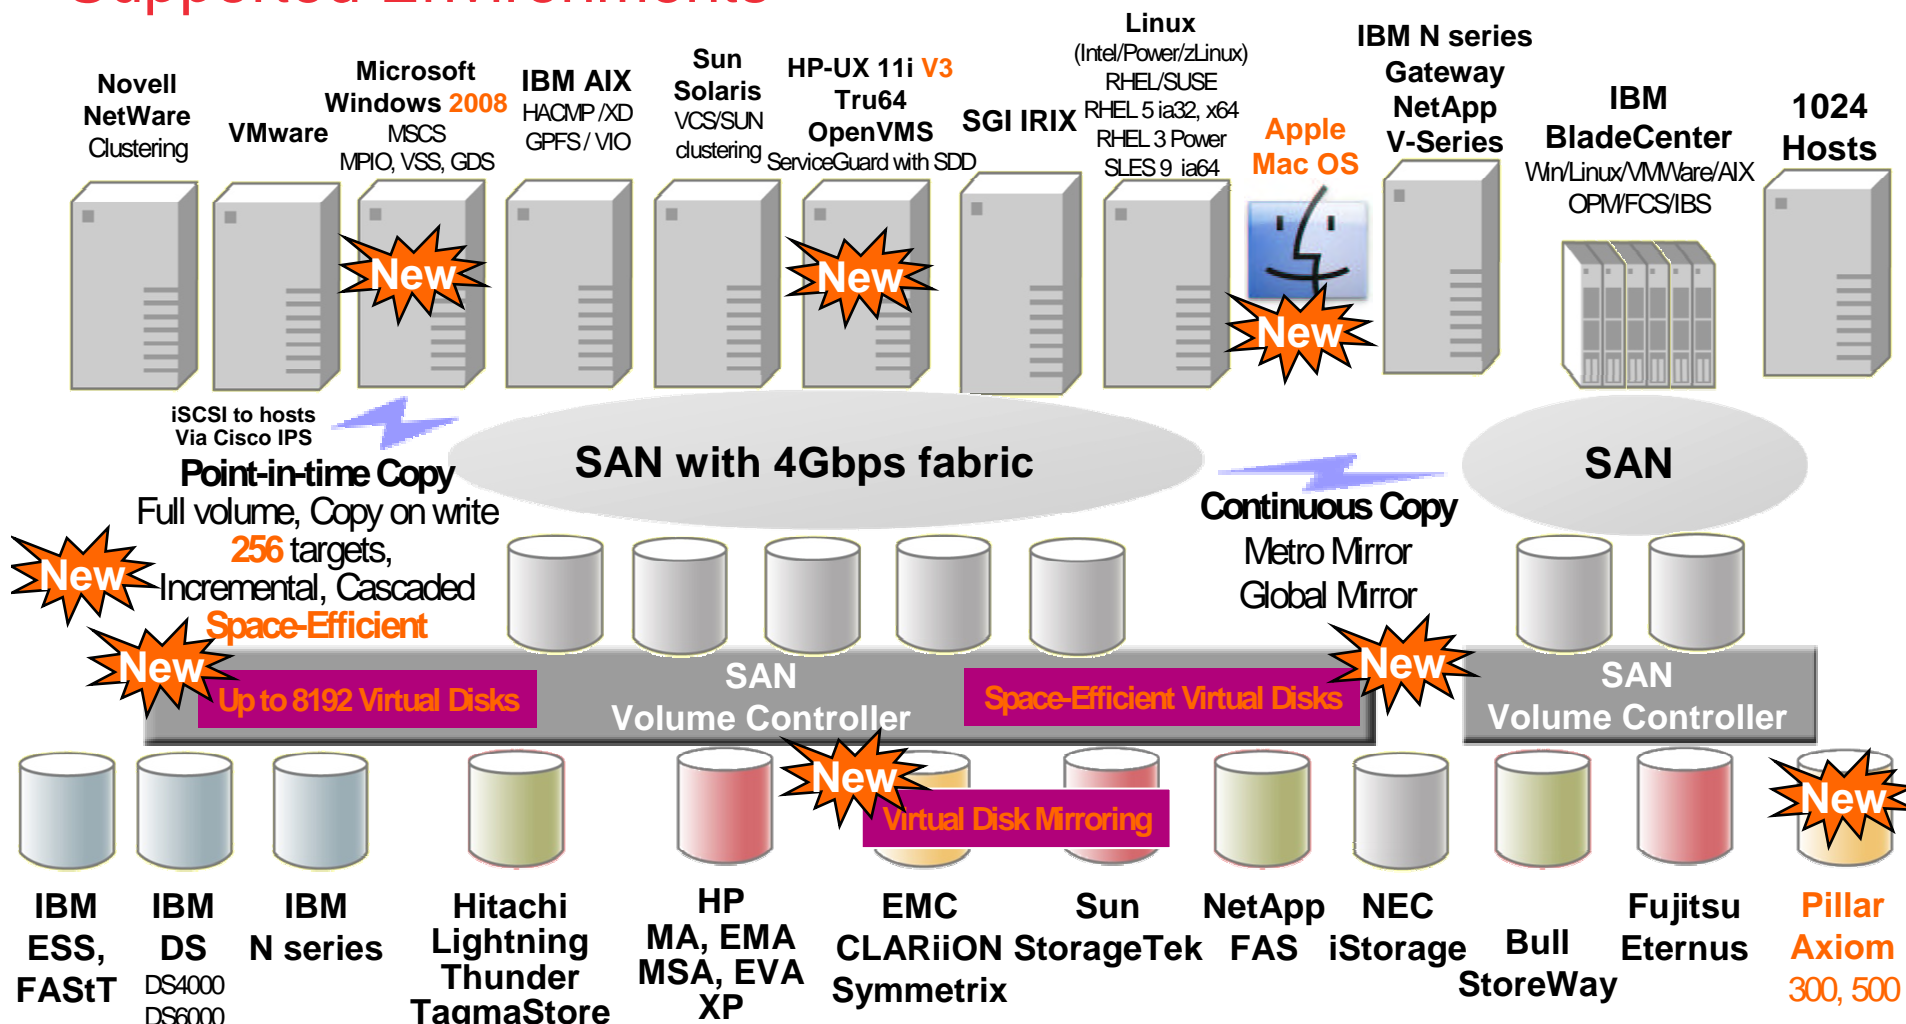 Supported Environments
Novell
NetWare
Clustering
VMware
Microsoft
Windows 2008
MSCS
MPIO, VSS, GDS
IBM AIX
HACMP /XD
GPFS / VIO
Sun
Solaris
VCS/SUN
clustering
HP-UX 11i V3
Tru64
OpenVMS
ServiceGuard with SDD
SGI IRIX
Linux
(Intel/Power/zLinux)
RHEL/SUSE
RHEL 5 ia32, x64
RHEL 3 Power
SLES 9 ia64
Apple
Mac OS
IBM N series
Gateway
NetApp
V-Series
IBM
BladeCenter
Win/Linux/VMWare/AIX
OPM/FCS/IBS
1024
Hosts
New
New
New
iSCSI to hosts
Via Cisco IPS
SAN with 4Gbps fabric
SAN
Point-in-time Copy
Full volume, Copy on write
256 targets,
Incremental, Cascaded
Space-Efficient
New
Continuous Copy
Metro Mirror
Global Mirror
New
Up to 8192 Virtual Disks
SAN
Volume Controller
Space-Efficient Virtual Disks
New
SAN
Volume Controller
New
Virtual Disk Mirroring
New
IBM
ESS,
FAStT
IBM
DS
DS4000
DS6000
IBM
N series
Hitachi
Lightning
Thunder
TagmaStore
HP
MA, EMA
MSA, EVA
XP
EMC
CLARiiON
Symmetrix
Sun
StorageTek
NetApp
FAS
NEC
iStorage
Bull
StoreWay
Fujitsu
Eternus
Pillar
Axiom
300, 500